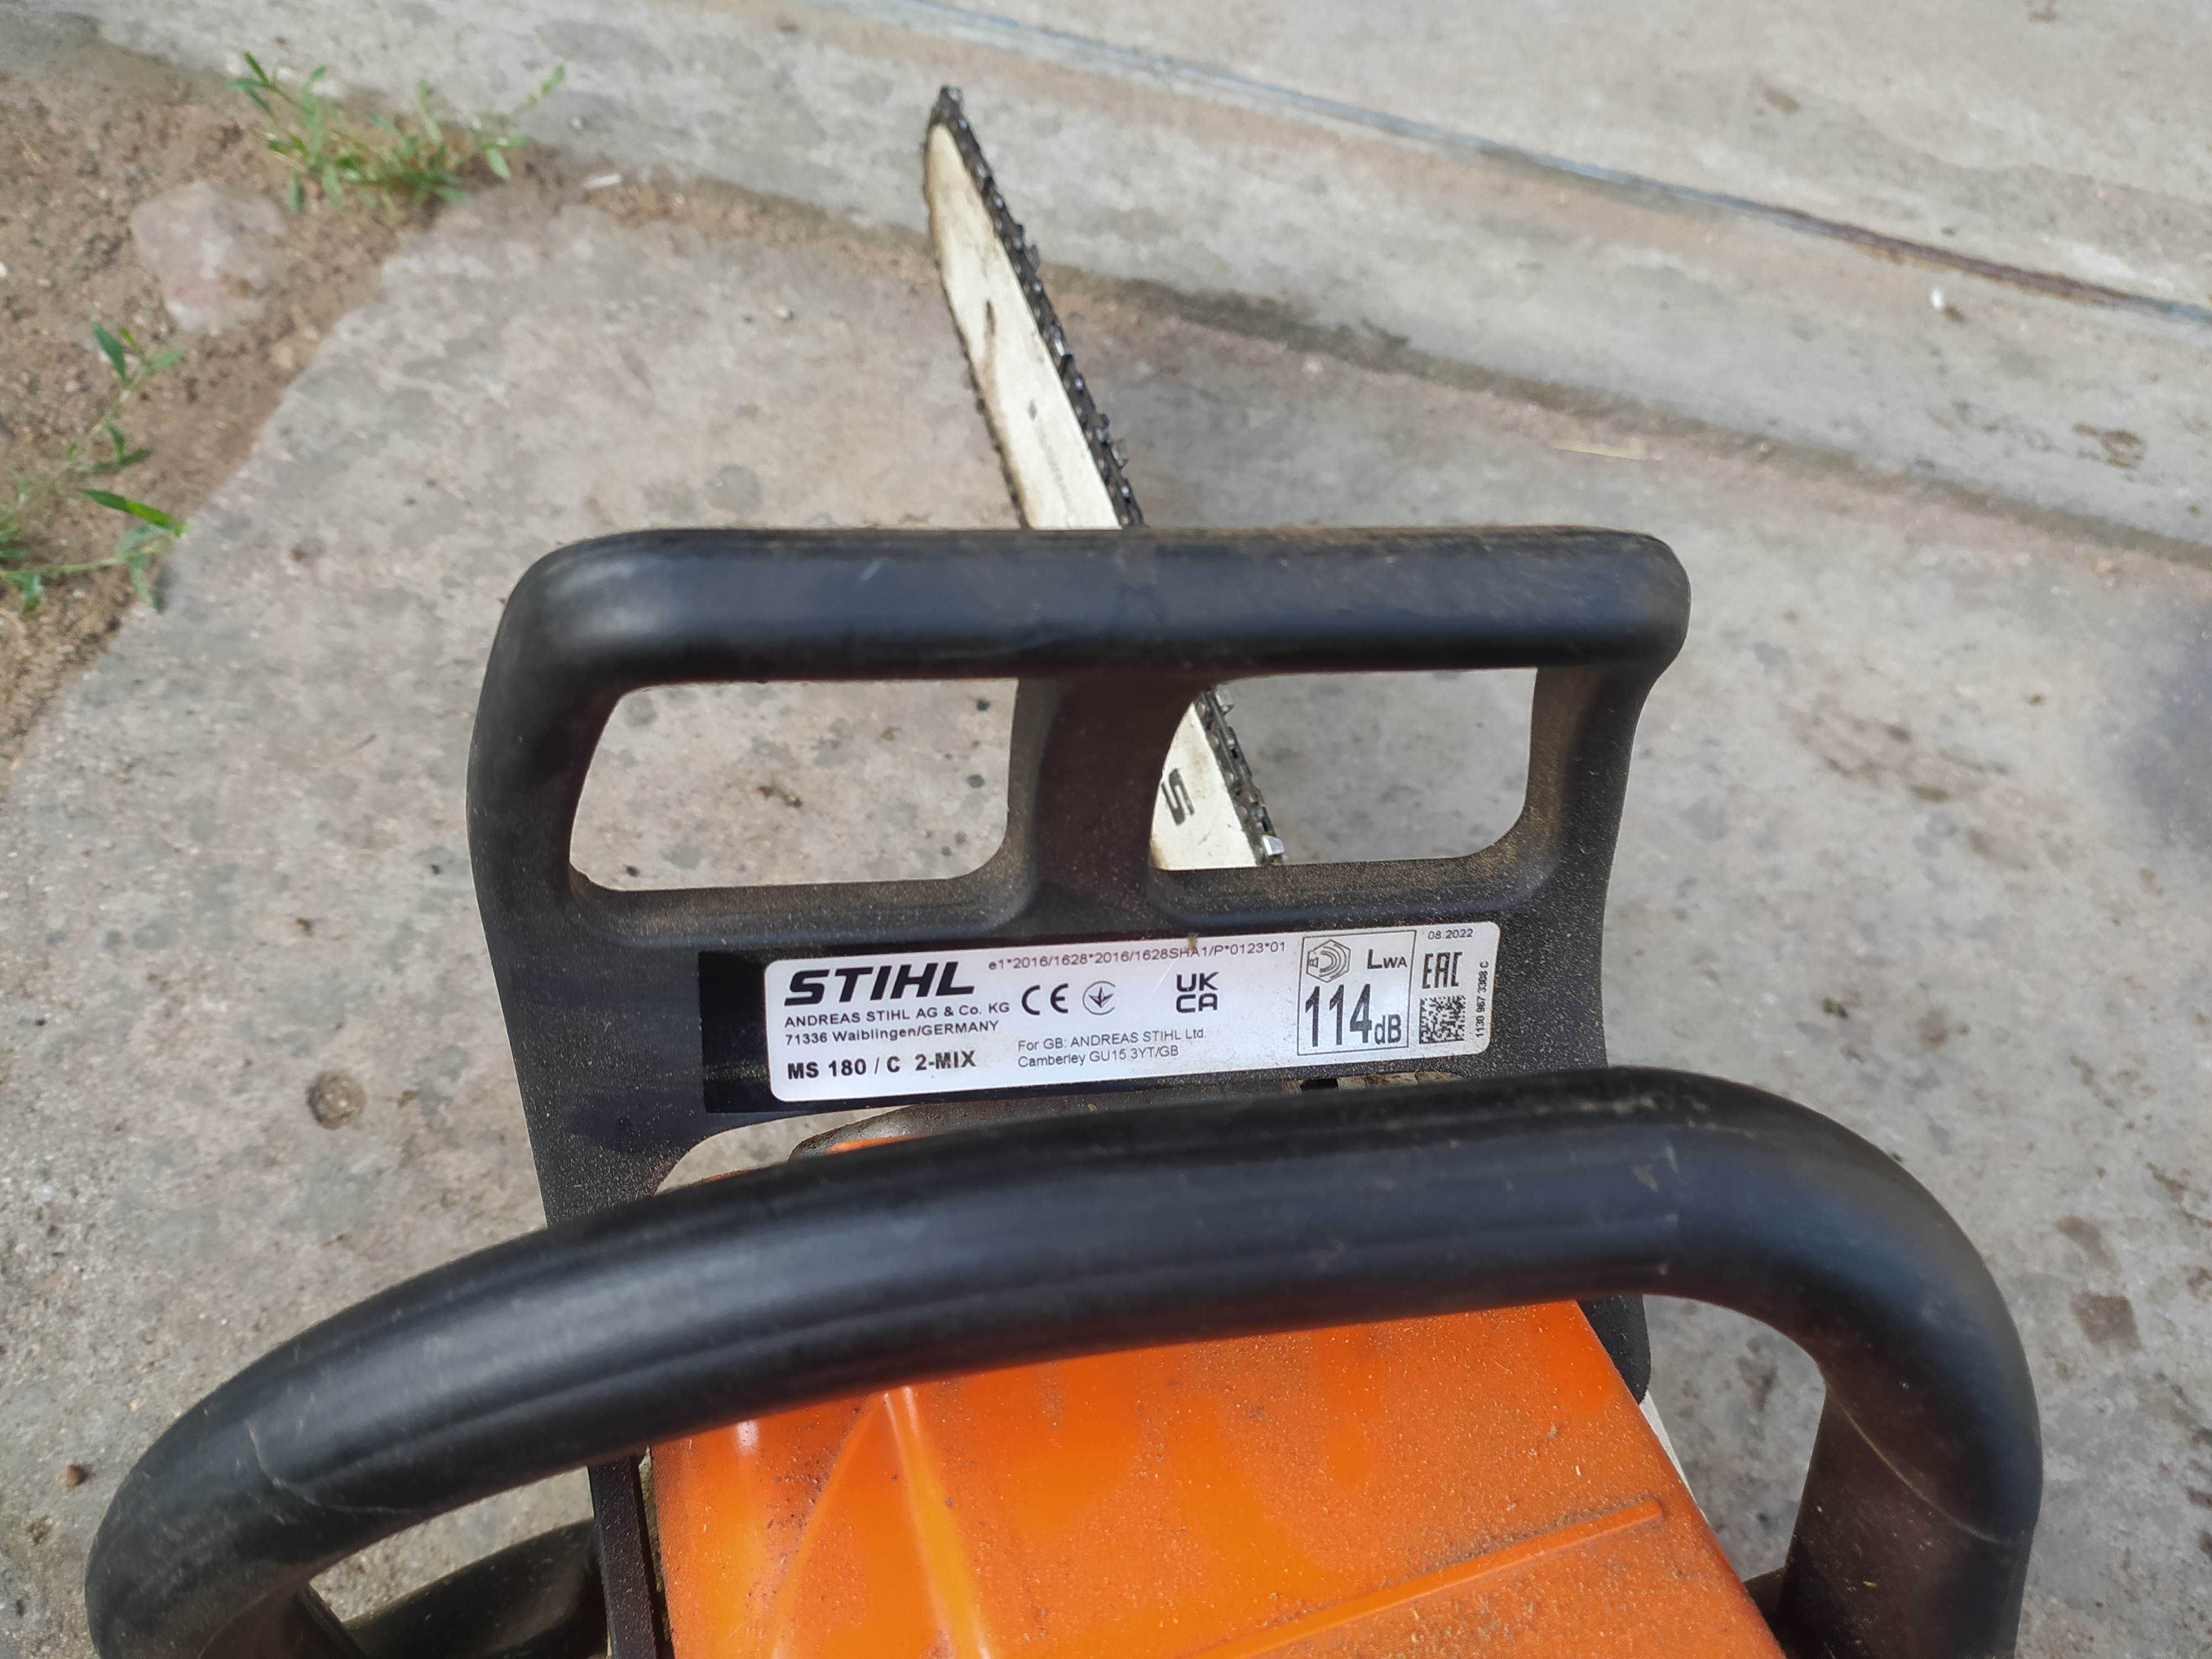 S
STIHL
e1*2016/1628*2016/1628SHA1/P*0123*01
ANDREAS STIHL AG & Co. KG
71336 Waiblingen/GERMANY
MS 180 / C 2-MIX
CE
UK
CA
For GB: ANDREAS STIHL Ltd.
Camberley GU15 3YT/GB
LWA
114dB
08.2022
EAC
1130 967 3308 C